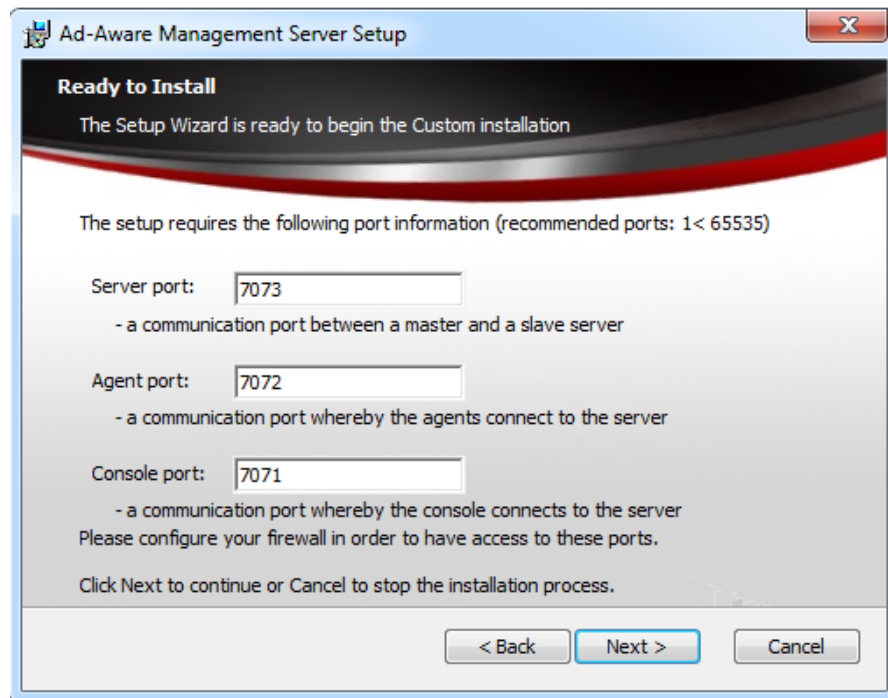 Ad-Aware Management Server Setup
Ready to Install
The Setup Wizard is ready to begin the Custom installation
The setup requires the following port information (recommended ports: 1< 65535)
Server port: 7073
- a communication port between a master and a slave server
Agent port: 7072
- a communication port whereby the agents connect to the server
Console port: 7071
- a communication port whereby the console connects to the server
Please configure your firewall in order to have access to these ports.
Click Next to continue or Cancel to stop the installation process.
< Back Next > Cancel